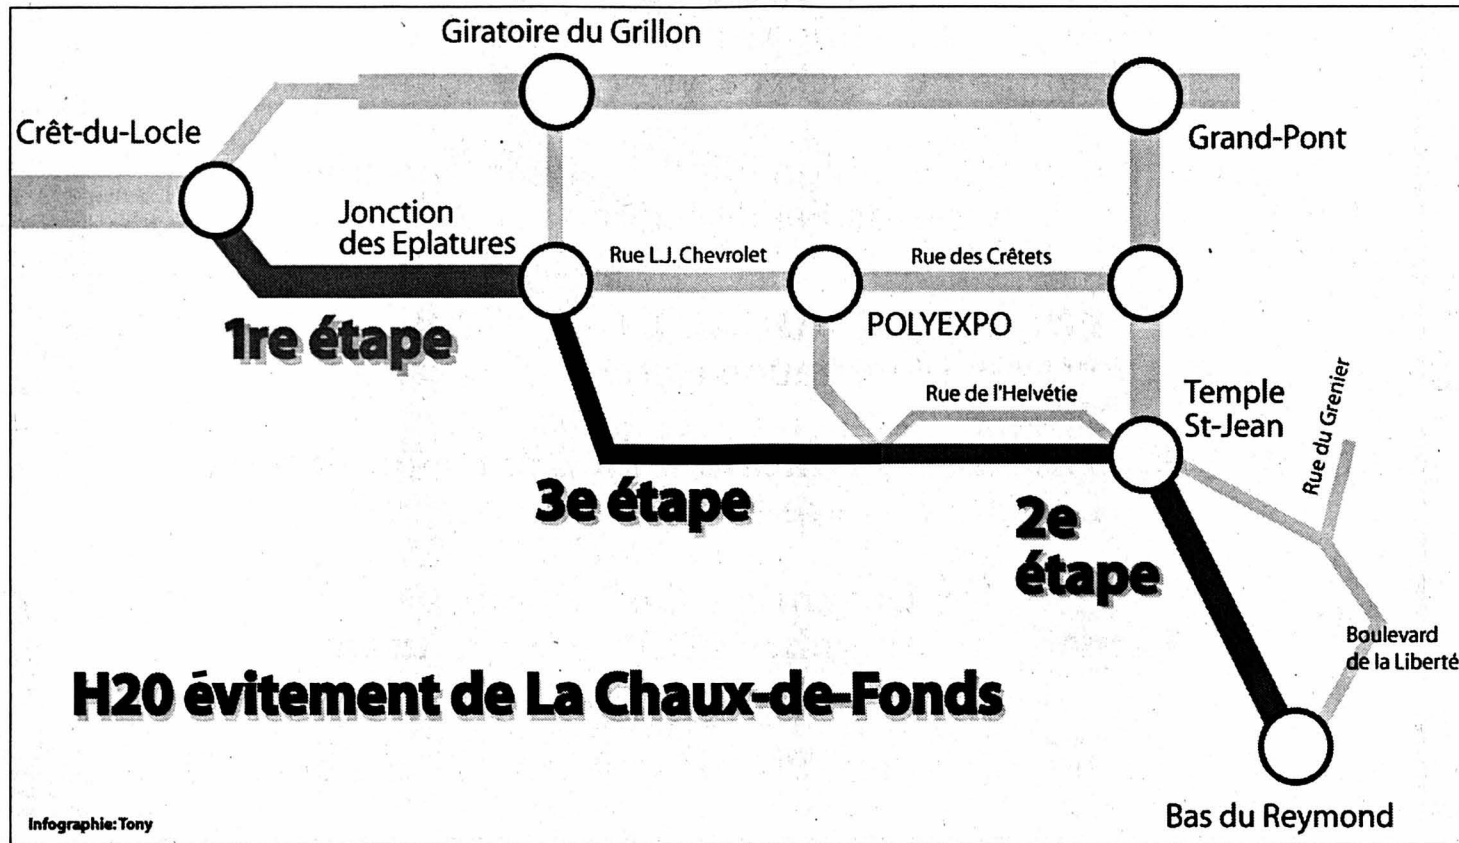 Giratoire du Grillon
Crêt-du-Locle
Grand-Pont
Jonction
des Eplatures
Rue L.J. Chevrolet
Rue des Crêtets
1re étape
POLYEXPO
Rue de l'Helvétie
Temple
St-Jean
Rue du Grenier
3e étape
2e
étape
Boulevard
de la Liberté
H20 évitement de La Chaux-de-Fonds
Bas du Reymond
Infographie: Tony